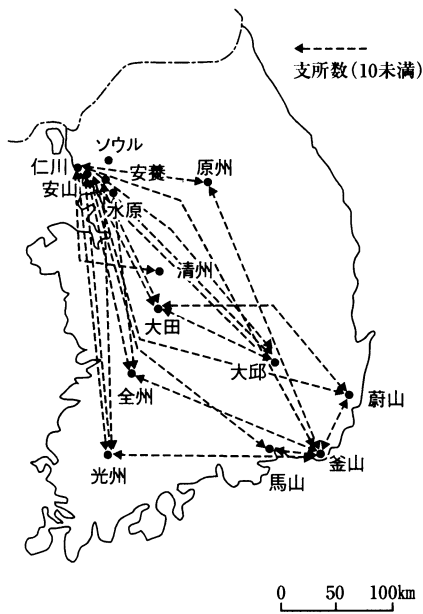 支所数(10未満)
ソウル
仁川
安養
原州
安山
水原
清州
大田
大邱
全州
蔚山
光州
馬山
釜山
0 50 100km